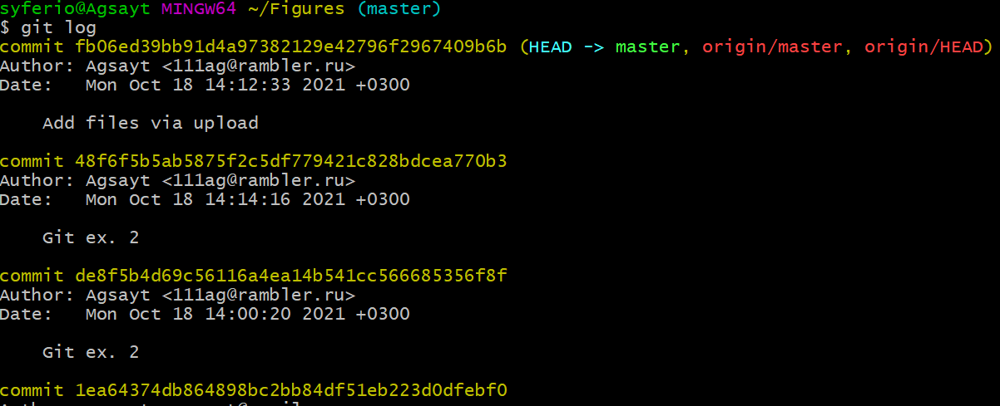 syferio@Agsayt MINGW64 ~/Figures (master)
$ git log
commit fb06ed39bb91d4a97382129e42796f2967409b6b (HEAD -> master, origin/master, origin/HEAD)
Author: Agsayt <111ag@rambler.ru>
Date:   Mon Oct 18 14:12:33 2021 +0300
    Add files via upload
commit 48f6f5b5ab5875f2c5df779421c828bdcea770b3
Author: Agsayt <111ag@rambler.ru>
Date:   Mon Oct 18 14:14:16 2021 +0300
    Git ex. 2
commit de8f5b4d69c56116a4ea14b541cc566685356f8f
Author: Agsayt <111ag@rambler.ru>
Date:   Mon Oct 18 14:00:20 2021 +0300
    Git ex. 2
commit 1ea64374db864898bc2bb84df51eb223d0dfebf0